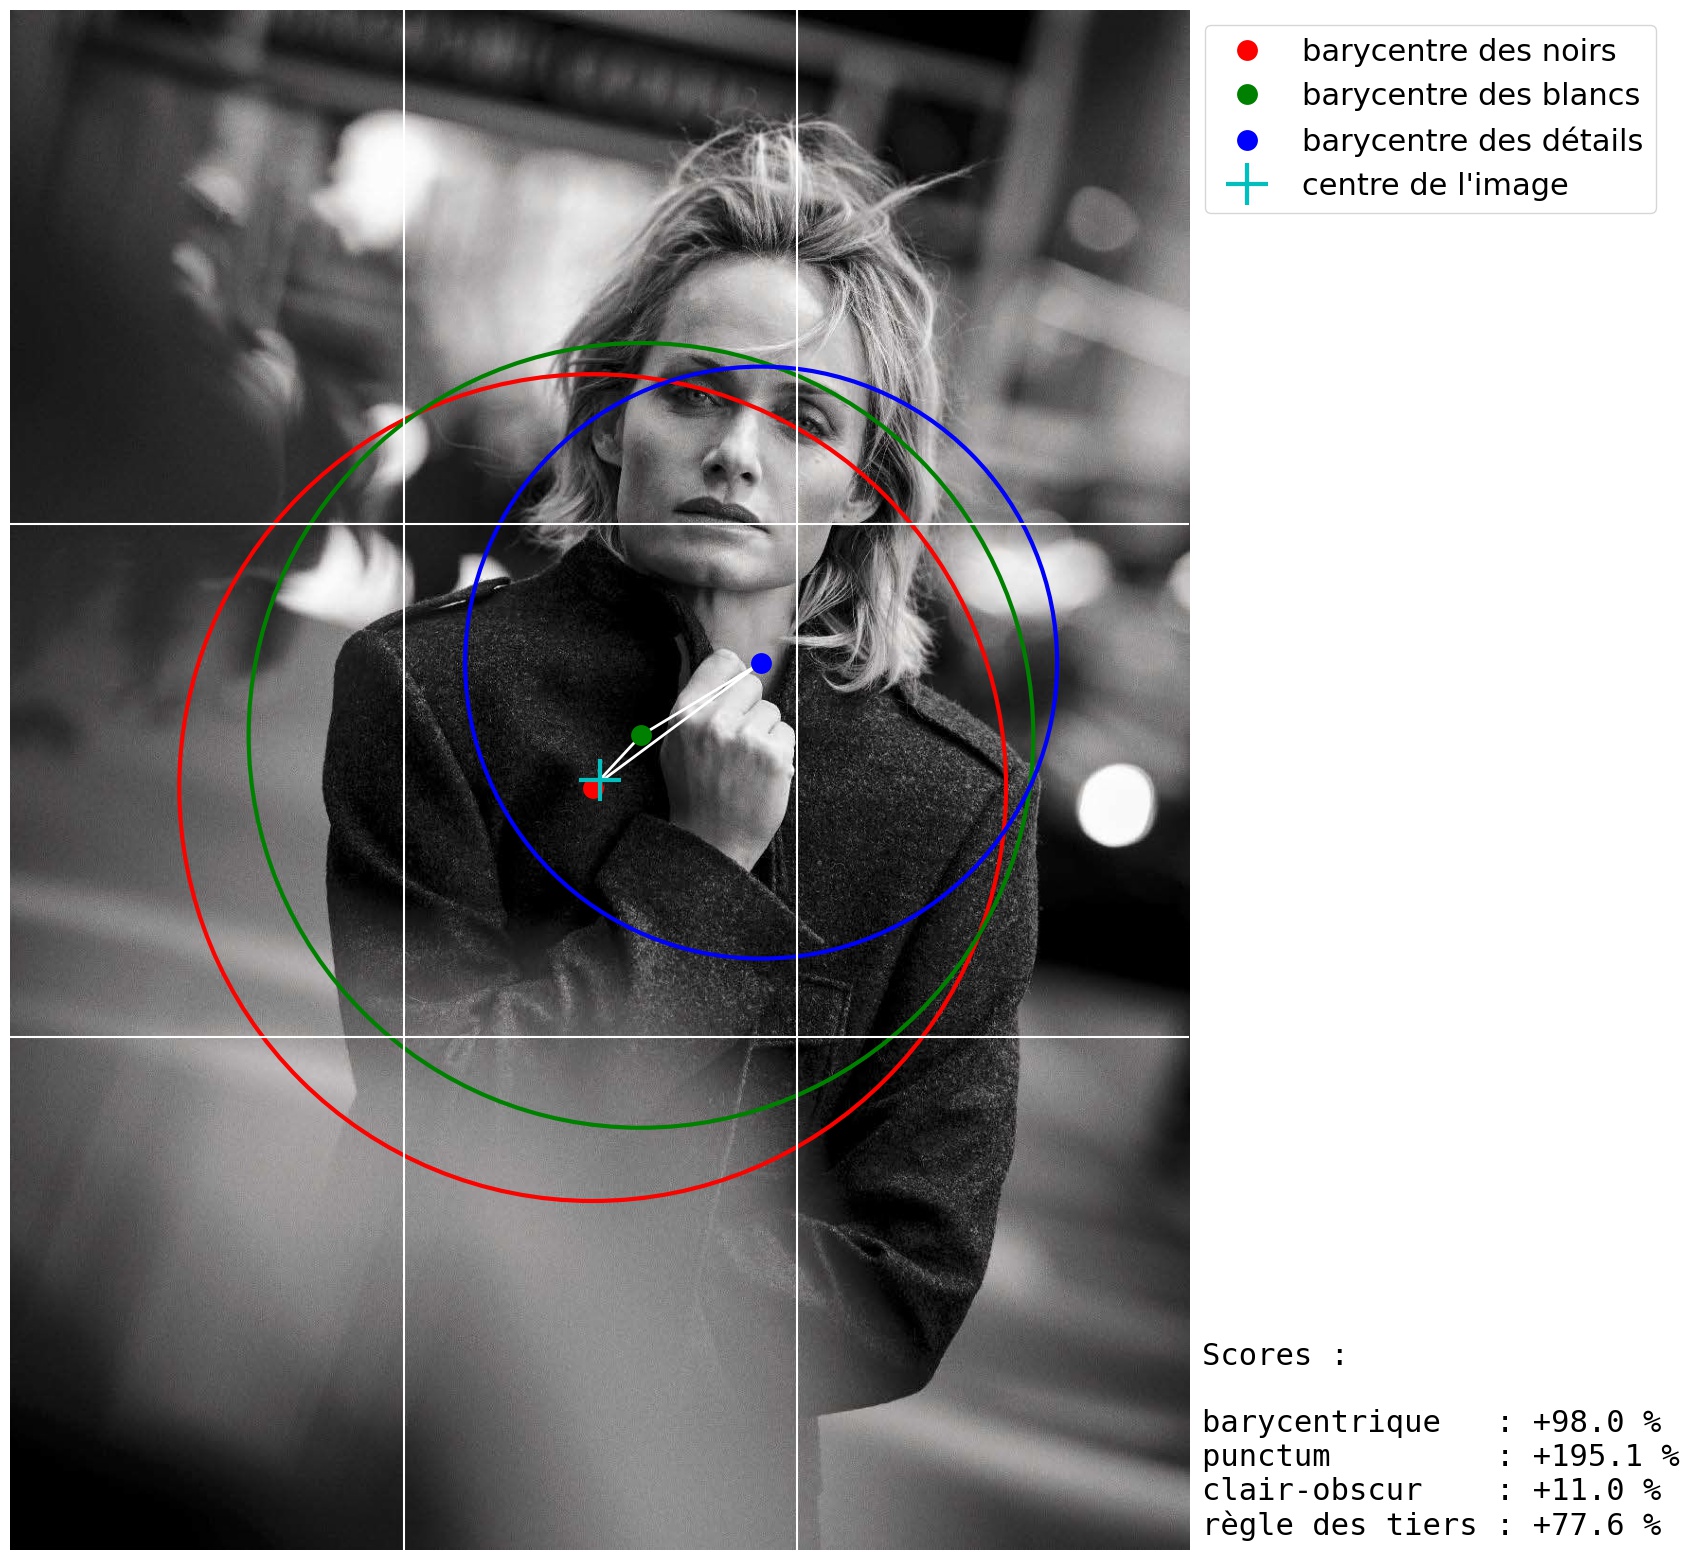 barycentre des noirs
barycentre des blancs
barycentre des détails
centre de l'image
Scores :
barycentrique : +98.0 %
punctum : +195.1 %
clair-obscur : +11.0 %
règle des tiers : +77.6 %